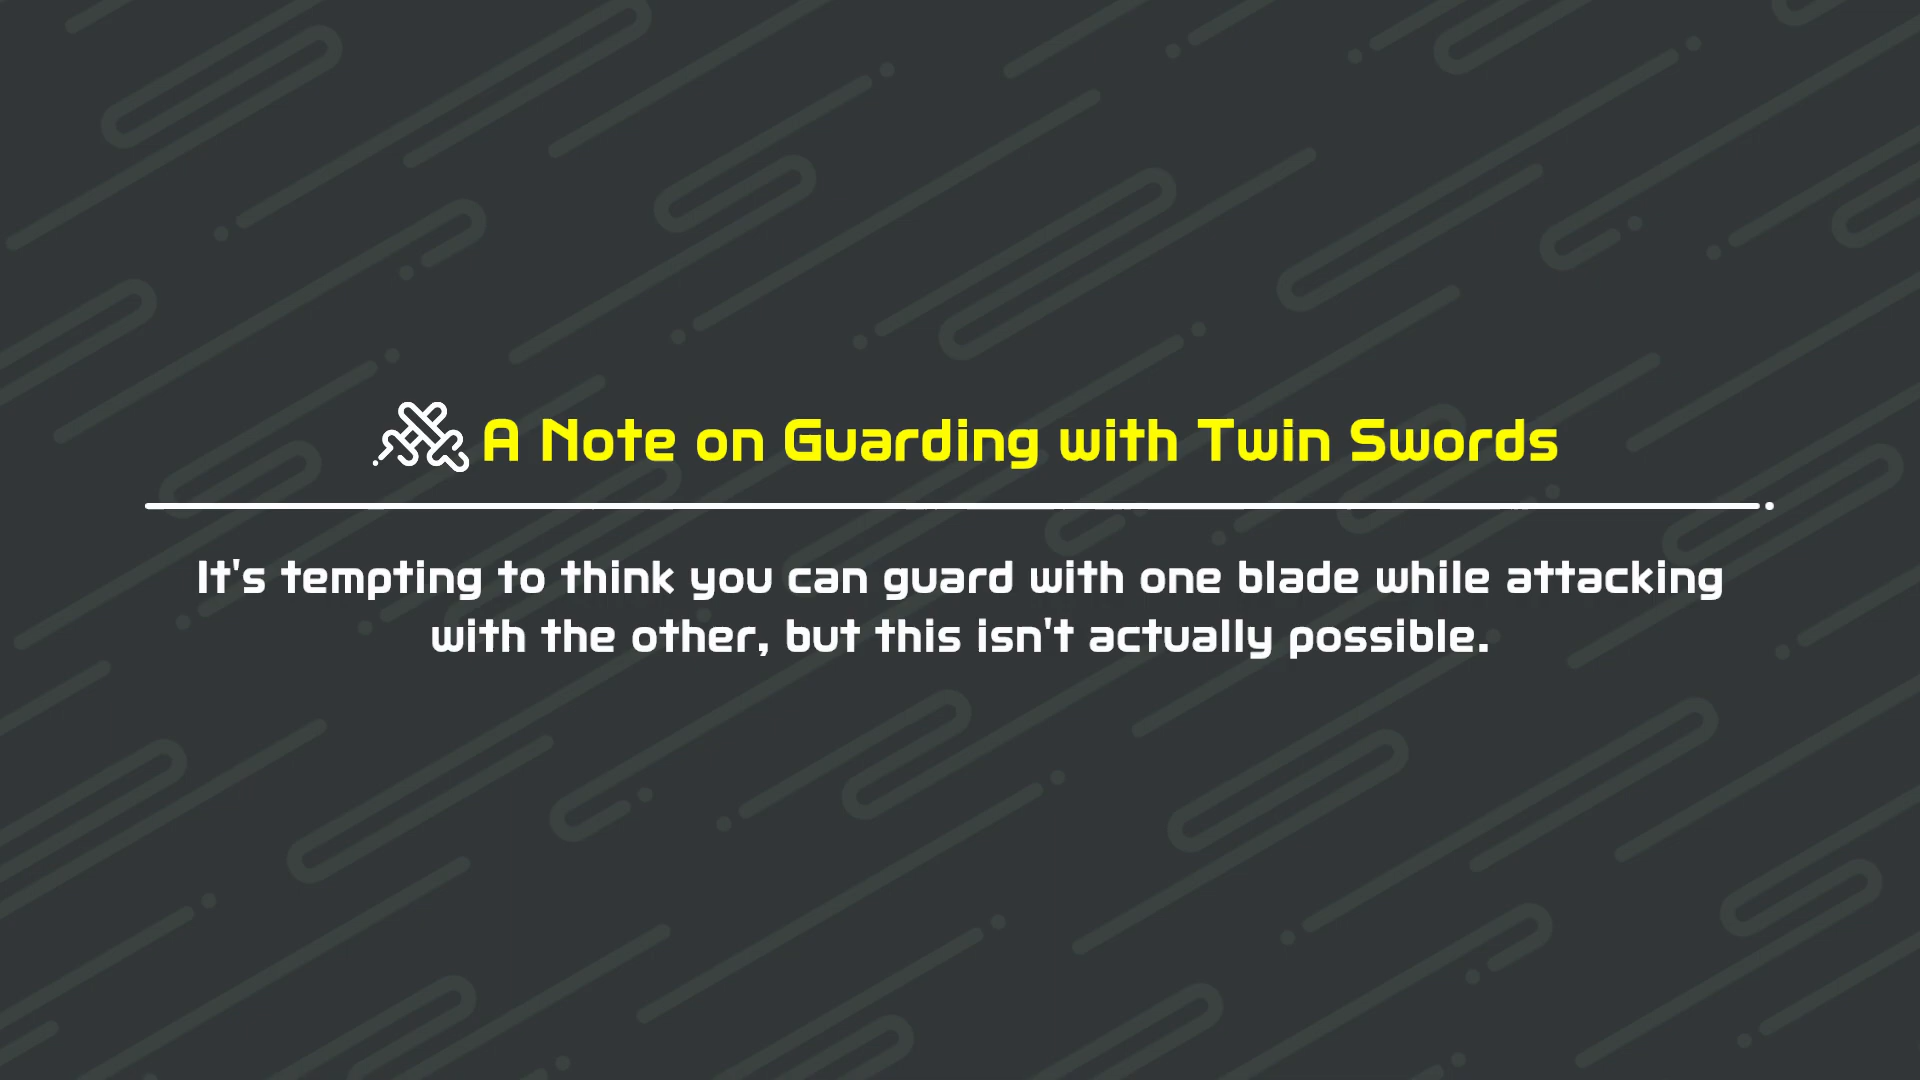 A Note on Guarding with Twin Swords
It's tempting to think you can guard with one blade while attacking
with the other, but this isn't actually possible.